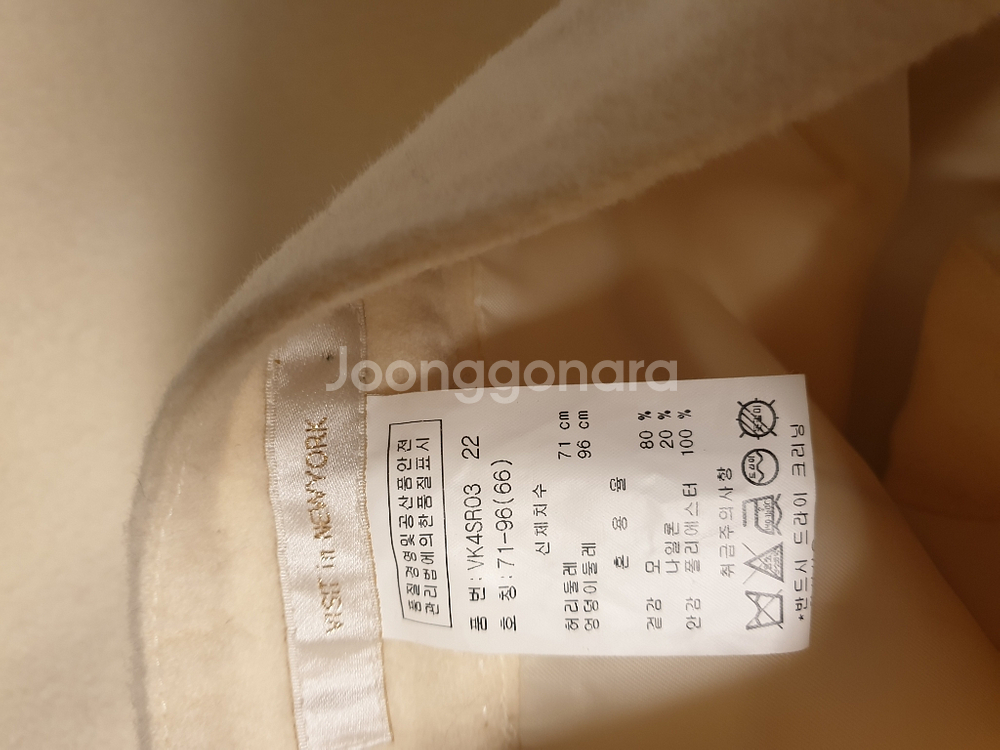 Joonggonara
VISIT in NEWYORK
품질경영및공산품안전
관리법에의한품질표시
품 번 : VK4SR03 22
호 칭 : 71-96(66)
신체치수
허리둘레 71 cm
엉덩이둘레 96 cm
혼 용 율
겉감 모 80 %
나일론 20 %
안감 폴리에스터 100 %
취급주의사항
*반드시 드라이 크리닝